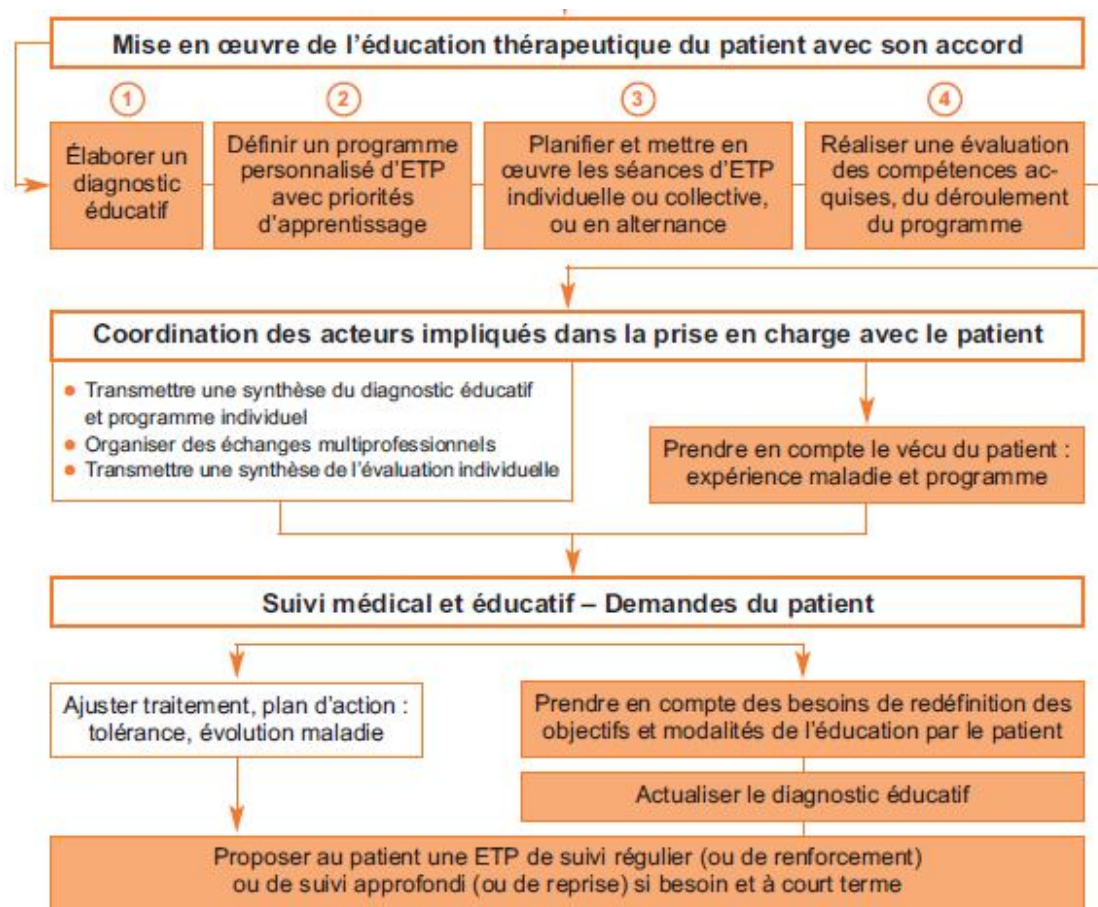 Mise en œuvre de l'éducation thérapeutique du patient avec son accord
1
Élaborer un
diagnostic
éducatif
2
Définir un programme
personnalisé d'ETP
avec priorités
d'apprentissage
3
Planifier et mettre en
œuvre les séances d'ETP
individuelle ou collective,
ou en alternance
4
Réaliser une évaluation
des compétences ac-
quises, du déroulement
du programme
Coordination des acteurs impliqués dans la prise en charge avec le patient
• Transmettre une synthèse du diagnostic éducatif
et programme individuel
• Organiser des échanges multiprofessionnels
• Transmettre une synthèse de l'évaluation individuelle
Prendre en compte le vécu du patient :
expérience maladie et programme
Suivi médical et éducatif – Demandes du patient
Ajuster traitement, plan d'action :
tolérance, évolution maladie
Prendre en compte des besoins de redéfinition des
objectifs et modalités de l'éducation par le patient
Actualiser le diagnostic éducatif
Proposer au patient une ETP de suivi régulier (ou de renforcement)
ou de suivi approfondi (ou de reprise) si besoin et à court terme